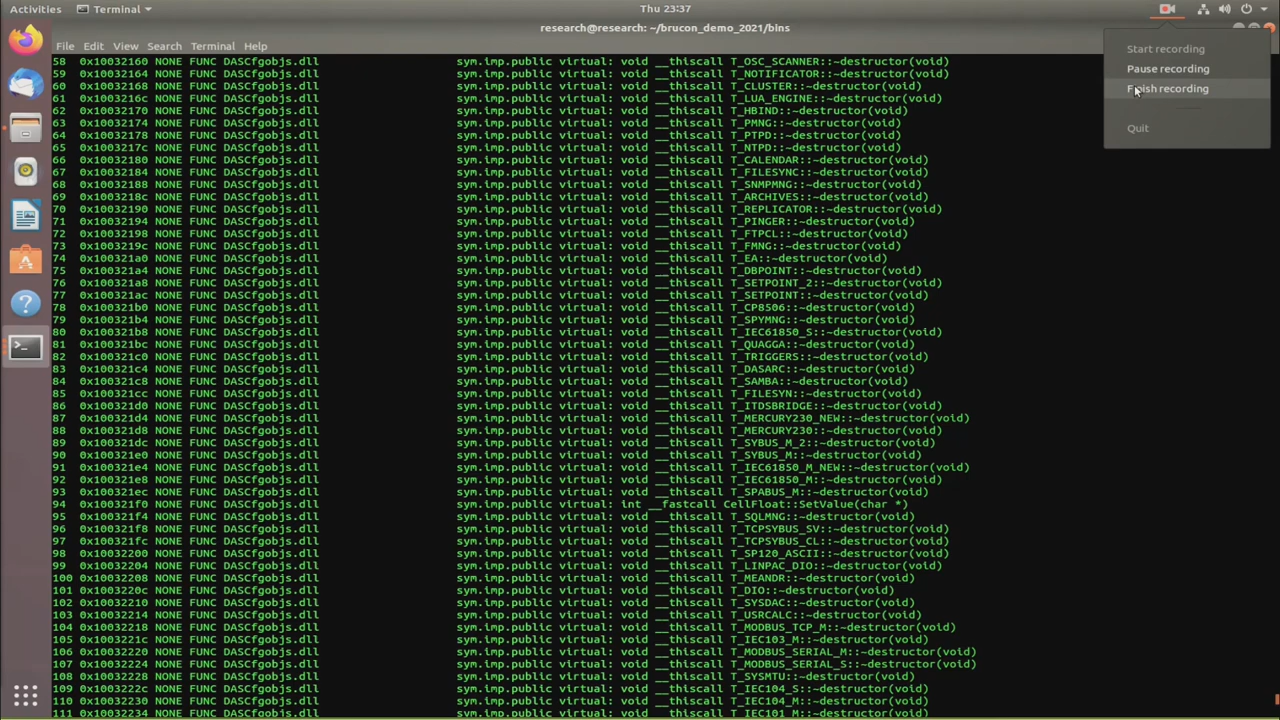 Activities Terminal Thu 23:37
research@research: ~/brucon_demo_2021/bins
File Edit View Search Terminal Help
Start recording
Pause recording
Finish recording
Quit
58 0x10032160 NONE FUNC DASCfgobjs.dll sym.imp.public virtual: void __thiscall T_OSC_SCANNER::~destructor(void)
59 0x10032164 NONE FUNC DASCfgobjs.dll sym.imp.public virtual: void __thiscall T_NOTIFICATOR::~destructor(void)
60 0x10032168 NONE FUNC DASCfgobjs.dll sym.imp.public virtual: void __thiscall T_CLUSTER::~destructor(void)
61 0x1003216c NONE FUNC DASCfgobjs.dll sym.imp.public virtual: void __thiscall T_LUA_ENGINE::~destructor(void)
62 0x10032170 NONE FUNC DASCfgobjs.dll sym.imp.public virtual: void __thiscall T_HBIND::~destructor(void)
63 0x10032174 NONE FUNC DASCfgobjs.dll sym.imp.public virtual: void __thiscall T_PMNG::~destructor(void)
64 0x10032178 NONE FUNC DASCfgobjs.dll sym.imp.public virtual: void __thiscall T_PTPD::~destructor(void)
65 0x1003217c NONE FUNC DASCfgobjs.dll sym.imp.public virtual: void __thiscall T_NTPD::~destructor(void)
66 0x10032180 NONE FUNC DASCfgobjs.dll sym.imp.public virtual: void __thiscall T_CALENDAR::~destructor(void)
67 0x10032184 NONE FUNC DASCfgobjs.dll sym.imp.public virtual: void __thiscall T_FILESYNC::~destructor(void)
68 0x10032188 NONE FUNC DASCfgobjs.dll sym.imp.public virtual: void __thiscall T_SNMPMNG::~destructor(void)
69 0x1003218c NONE FUNC DASCfgobjs.dll sym.imp.public virtual: void __thiscall T_ARCHIVES::~destructor(void)
70 0x10032190 NONE FUNC DASCfgobjs.dll sym.imp.public virtual: void __thiscall T_REPLICATOR::~destructor(void)
71 0x10032194 NONE FUNC DASCfgobjs.dll sym.imp.public virtual: void __thiscall T_PINGER::~destructor(void)
72 0x10032198 NONE FUNC DASCfgobjs.dll sym.imp.public virtual: void __thiscall T_FTPCL::~destructor(void)
73 0x1003219c NONE FUNC DASCfgobjs.dll sym.imp.public virtual: void __thiscall T_FMNG::~destructor(void)
74 0x100321a0 NONE FUNC DASCfgobjs.dll sym.imp.public virtual: void __thiscall T_EA::~destructor(void)
75 0x100321a4 NONE FUNC DASCfgobjs.dll sym.imp.public virtual: void __thiscall T_DBPOINT::~destructor(void)
76 0x100321a8 NONE FUNC DASCfgobjs.dll sym.imp.public virtual: void __thiscall T_SETPOINT_2::~destructor(void)
77 0x100321ac NONE FUNC DASCfgobjs.dll sym.imp.public virtual: void __thiscall T_SETPOINT::~destructor(void)
78 0x100321b0 NONE FUNC DASCfgobjs.dll sym.imp.public virtual: void __thiscall T_CP8506::~destructor(void)
79 0x100321b4 NONE FUNC DASCfgobjs.dll sym.imp.public virtual: void __thiscall T_SPYMNG::~destructor(void)
80 0x100321b8 NONE FUNC DASCfgobjs.dll sym.imp.public virtual: void __thiscall T_IEC61850_S::~destructor(void)
81 0x100321bc NONE FUNC DASCfgobjs.dll sym.imp.public virtual: void __thiscall T_QUAGGA::~destructor(void)
82 0x100321c0 NONE FUNC DASCfgobjs.dll sym.imp.public virtual: void __thiscall T_TRIGGERS::~destructor(void)
83 0x100321c4 NONE FUNC DASCfgobjs.dll sym.imp.public virtual: void __thiscall T_DASARC::~destructor(void)
84 0x100321c8 NONE FUNC DASCfgobjs.dll sym.imp.public virtual: void __thiscall T_SAMBA::~destructor(void)
85 0x100321cc NONE FUNC DASCfgobjs.dll sym.imp.public virtual: void __thiscall T_FILESYN::~destructor(void)
86 0x100321d0 NONE FUNC DASCfgobjs.dll sym.imp.public virtual: void __thiscall T_ITDSBRIDGE::~destructor(void)
87 0x100321d4 NONE FUNC DASCfgobjs.dll sym.imp.public virtual: void __thiscall T_MERCURY230_NEW::~destructor(void)
88 0x100321d8 NONE FUNC DASCfgobjs.dll sym.imp.public virtual: void __thiscall T_MERCURY230::~destructor(void)
89 0x100321dc NONE FUNC DASCfgobjs.dll sym.imp.public virtual: void __thiscall T_SYBUS_M_2::~destructor(void)
90 0x100321e0 NONE FUNC DASCfgobjs.dll sym.imp.public virtual: void __thiscall T_SYBUS_M::~destructor(void)
91 0x100321e4 NONE FUNC DASCfgobjs.dll sym.imp.public virtual: void __thiscall T_IEC61850_M_NEW::~destructor(void)
92 0x100321e8 NONE FUNC DASCfgobjs.dll sym.imp.public virtual: void __thiscall T_IEC61850_M::~destructor(void)
93 0x100321ec NONE FUNC DASCfgobjs.dll sym.imp.public virtual: void __thiscall T_SPABUS_M::~destructor(void)
94 0x100321f0 NONE FUNC DASCfgobjs.dll sym.imp.public virtual: int __fastcall CellFloat::SetValue(char *)
95 0x100321f4 NONE FUNC DASCfgobjs.dll sym.imp.public virtual: void __thiscall T_SQLMNG::~destructor(void)
96 0x100321f8 NONE FUNC DASCfgobjs.dll sym.imp.public virtual: void __thiscall T_TCPSYBUS_SV::~destructor(void)
97 0x100321fc NONE FUNC DASCfgobjs.dll sym.imp.public virtual: void __thiscall T_TCPSYBUS_CL::~destructor(void)
98 0x10032200 NONE FUNC DASCfgobjs.dll sym.imp.public virtual: void __thiscall T_SP120_ASCII::~destructor(void)
99 0x10032204 NONE FUNC DASCfgobjs.dll sym.imp.public virtual: void __thiscall T_LINPAC_DIO::~destructor(void)
100 0x10032208 NONE FUNC DASCfgobjs.dll sym.imp.public virtual: void __thiscall T_MEANDR::~destructor(void)
101 0x1003220c NONE FUNC DASCfgobjs.dll sym.imp.public virtual: void __thiscall T_DIO::~destructor(void)
102 0x10032210 NONE FUNC DASCfgobjs.dll sym.imp.public virtual: void __thiscall T_SYSDAC::~destructor(void)
103 0x10032214 NONE FUNC DASCfgobjs.dll sym.imp.public virtual: void __thiscall T_USRCALC::~destructor(void)
104 0x10032218 NONE FUNC DASCfgobjs.dll sym.imp.public virtual: void __thiscall T_MODBUS_TCP_M::~destructor(void)
105 0x1003221c NONE FUNC DASCfgobjs.dll sym.imp.public virtual: void __thiscall T_IEC103_M::~destructor(void)
106 0x10032220 NONE FUNC DASCfgobjs.dll sym.imp.public virtual: void __thiscall T_MODBUS_SERIAL_M::~destructor(void)
107 0x10032224 NONE FUNC DASCfgobjs.dll sym.imp.public virtual: void __thiscall T_MODBUS_SERIAL_S::~destructor(void)
108 0x10032228 NONE FUNC DASCfgobjs.dll sym.imp.public virtual: void __thiscall T_SYSMTU::~destructor(void)
109 0x1003222c NONE FUNC DASCfgobjs.dll sym.imp.public virtual: void __thiscall T_IEC104_S::~destructor(void)
110 0x10032230 NONE FUNC DASCfgobjs.dll sym.imp.public virtual: void __thiscall T_IEC104_M::~destructor(void)
111 0x10032234 NONE FUNC DASCfgobjs.dll sym.imp.public virtual: void __thiscall T_IEC101_M::~destructor(void)